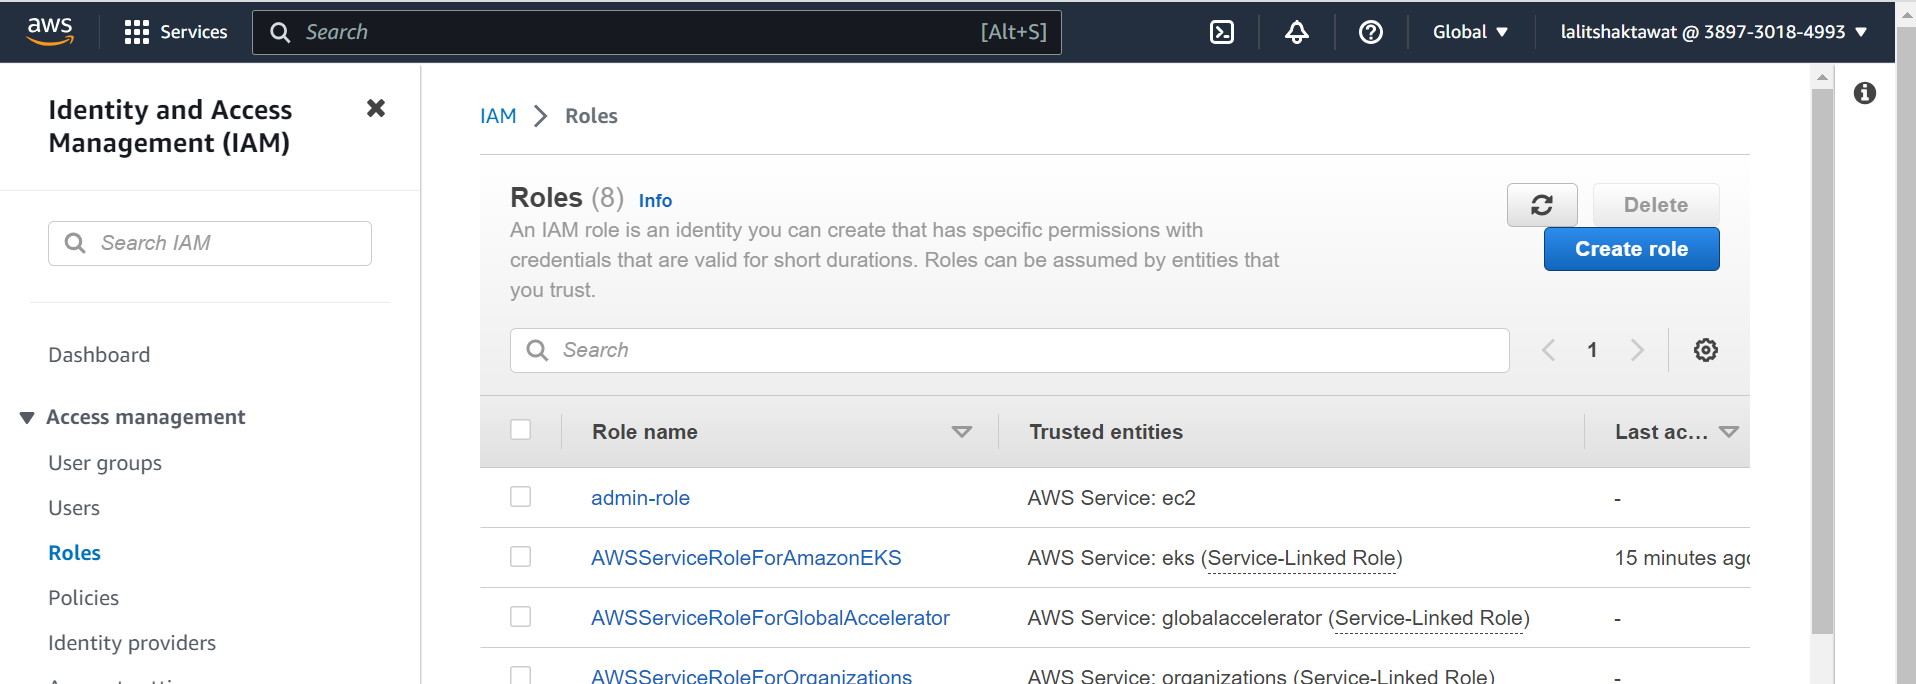 aws
Services
Search [Alt+S]
Global
lalitshaktawat @ 3897-3018-4993
Identity and Access
Management (IAM)
Search IAM
Dashboard
Access management
User groups
Users
Roles
Policies
Identity providers
IAM > Roles
Roles (8) Info
An IAM role is an identity you can create that has specific permissions with
credentials that are valid for short durations. Roles can be assumed by entities that
you trust.
Delete
Create role
Search
1
Role name Trusted entities Last ac...
admin-role AWS Service: ec2 -
AWSServiceRoleForAmazonEKS AWS Service: eks (Service-Linked Role) 15 minutes ago
AWSServiceRoleForGlobalAccelerator AWS Service: globalaccelerator (Service-Linked Role) -
AWSServiceRoleForOrganizations AWS Service: organizations (Service-Linked Role) -